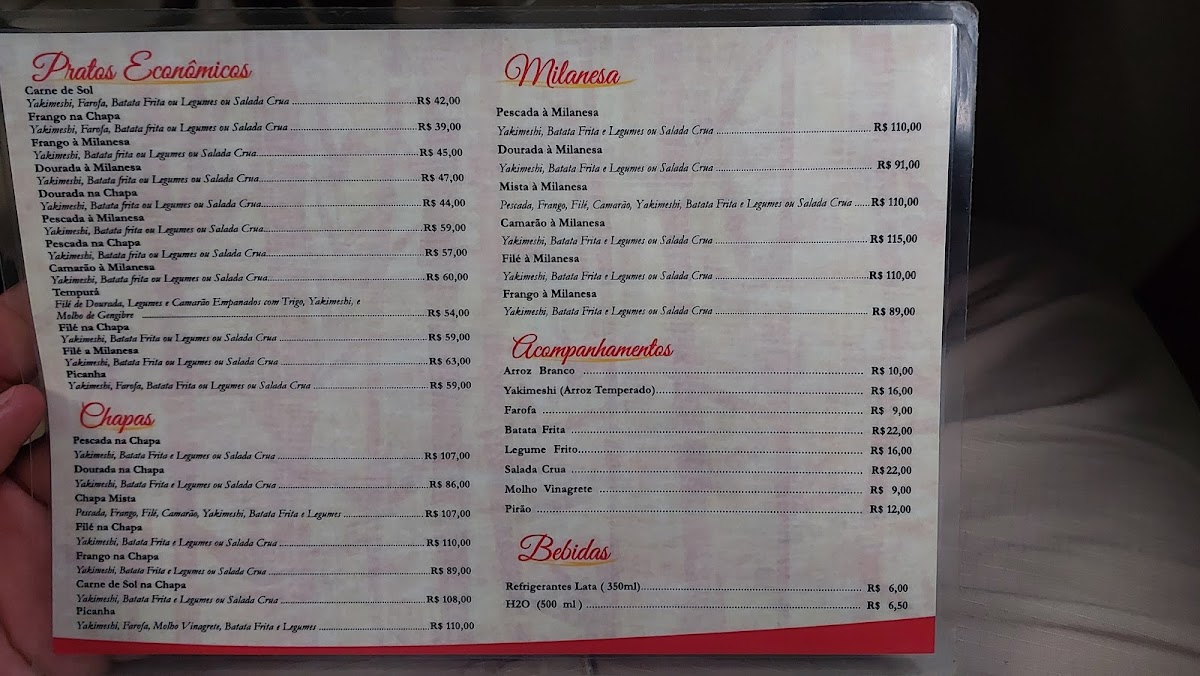 Pratos Econômicos
Carne de Sol
Yakimeshi, Farofa, Batata Frita ou Legumes ou Salada Crua ........ R$ 42,00
Frango na Chapa
Yakimeshi, Farofa, Batata frita ou Legumes ou Salada Crua ........ R$ 39,00
Frango à Milanesa
Yakimeshi, Batata frita ou Legumes ou Salada Crua........ R$ 45,00
Dourada à Milanesa
Yakimeshi, Batata frita ou Legumes ou Salada Crua........ R$ 47,00
Dourada na Chapa
Yakimeshi, Batata frita ou Legumes ou Salada Crua........ R$ 44,00
Pescada à Milanesa
Yakimeshi, Batata frita ou Legumes ou Salada Crua........ R$ 59,00
Pescada na Chapa
Yakimeshi, Batata frita ou Legumes ou Salada Crua........ R$ 57,00
Camarão à Milanesa
Yakimeshi, Batata Frita ou Legumes ou Salada Crua........ R$ 60,00
Tempurá
Filé de Dourada, Legumes e Camarão Empanados com Trigo, Yakimeshi, e
Molho de Gengibre ........ R$ 54,00
Filé na Chapa
Yakimeshi, Batata Frita ou Legumes ou Salada Crua ........ R$ 59,00
Filé a Milanesa
Yakimeshi, Batata Frita ou Legumes ou Salada Crua ........ R$ 63,00
Picanha
Yakimeshi, Farofa, Batata Frita ou Legumes ou Salada Crua ........ R$ 59,00
Chapas
Pescada na Chapa
Yakimeshi, Batata Frita e Legumes ou Salada Crua ........ R$ 107,00
Dourada na Chapa
Yakimeshi, Batata Frita e Legumes ou Salada Crua ........ R$ 86,00
Chapa Mista
Pescada, Frango, Filé, Camarão, Yakimeshi, Batata Frita e Legumes ........ R$ 107,00
Filé na Chapa
Yakimeshi, Batata Frita e Legumes ou Salada Crua ........ R$ 110,00
Frango na Chapa
Yakimeshi, Batata Frita e Legumes ou Salada Crua ........ R$ 89,00
Carne de Sol na Chapa
Yakimeshi, Batata Frita e Legumes ou Salada Crua ........ R$ 108,00
Picanha
Yakimeshi, Farofa, Molho Vinagrete, Batata Frita e Legumes ........ R$ 110,00
Milanesa
Pescada à Milanesa
Yakimeshi, Batata Frita e Legumes ou Salada Crua ........ R$ 110,00
Dourada à Milanesa
Yakimeshi, Batata Frita e Legumes ou Salada Crua ........ R$ 91,00
Mista à Milanesa
Pescada, Frango, Filé, Camarão, Yakimeshi, Batata Frita e Legumes ou Salada Crua ...... R$ 110,00
Camarão à Milanesa
Yakimeshi, Batata Frita e Legumes ou Salada Crua ........ R$ 115,00
Filé à Milanesa
Yakimeshi, Batata Frita e Legumes ou Salada Crua ........ R$ 110,00
Frango à Milanesa
Yakimeshi, Batata Frita e Legumes ou Salada Crua ........ R$ 89,00
Acompanhamentos
Arroz Branco ........ R$ 10,00
Yakimeshi (Arroz Temperado)........ R$ 16,00
Farofa ........ R$ 9,00
Batata Frita ........ R$ 22,00
Legume Frito........ R$ 16,00
Salada Crua ........ R$ 22,00
Molho Vinagrete ........ R$ 9,00
Pirão ........ R$ 12,00
Bebidas
Refrigerantes Lata ( 350ml)........ R$ 6,00
H2O (500 ml ) ........ R$ 6,50